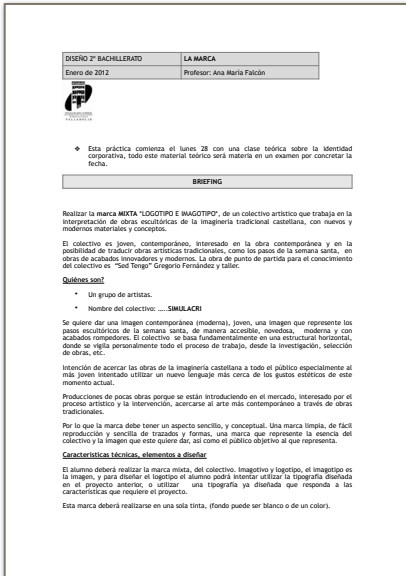 DISEÑO 2º BACHILLERATO LA MARCA
Enero de 2012 Profesor: Ana María Falcón
VALLADOLID
❖ Esta práctica comienza el lunes 28 con una clase teórica sobre la identidad
corporativa, todo este material teórico será materia en un examen por concretar la
fecha.
BRIEFING
Realizar la marca MIXTA "LOGOTIPO E IMAGOTIPO", de un colectivo artístico que trabaja en la
interpretación de obras escultóricas de la imaginería tradicional castellana, con nuevos y
modernos materiales y conceptos.
El colectivo es joven, contemporáneo, interesado en la obra contemporánea y en la
posibilidad de traducir obras artísticas tradicionales, como los pasos de la semana santa, en
obras de acabados innovadores y modernos. La obra de punto de partida para el conocimiento
del colectivo es "Sed Tengo" Gregorio Fernández y taller.
Quiénes son?
* Un grupo de artistas.
* Nombre del colectivo: …..SIMULACRI
Se quiere dar una imagen contemporánea (moderna), joven, una imagen que represente los
pasos escultóricos de la semana santa, de manera accesible, novedosa, moderna y con
acabados rompedores. El colectivo se basa fundamentalmente en una estructural horizontal,
donde se vigila personalmente todo el proceso de trabajo, desde la investigación, selección
de obras, etc.
Intención de acercar las obras de la imaginería castellana a todo el público especialmente al
más joven intentado utilizar un nuevo lenguaje más cerca de los gustos estéticos de este
momento actual.
Producciones de pocas obras porque se están introduciendo en el mercado, interesado por el
proceso artístico y la intervención, acercarse al arte más contemporáneo a través de obras
tradicionales.
Por lo que la marca debe tener un aspecto sencillo, y conceptual. Una marca limpia, de fácil
reproducción y sencilla de trazados y formas, una marca que represente la esencia del
colectivo y la imagen que este quiere dar, así como el público objetivo al que representa.
Características técnicas, elementos a diseñar
El alumno deberá realizar la marca mixta, del colectivo. Imagotivo y logotipo, el imagotipo es
la imagen, y para diseñar el logotipo el alumno podrá intentar utilizar la tipografía diseñada
en el proyecto anterior, o utilizar una tipografía ya diseñada que responda a las
características que requiere el proyecto.
Esta marca deberá realizarse en una sola tinta, (fondo puede ser blanco o de un color).